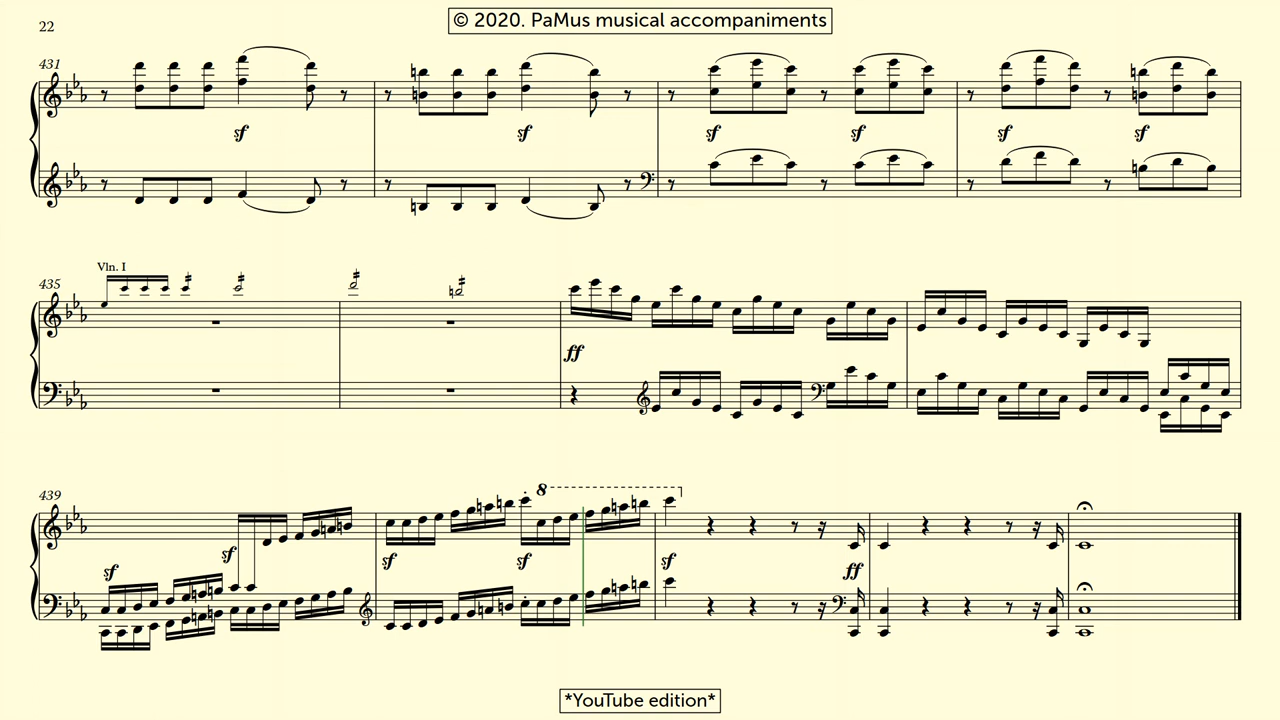 © 2020. PaMus musical accompaniments
22
431
sf sf sf sf sf sf
Vln. I
435
ff
439
8
sf sf sf sf sf ff
*YouTube edition*